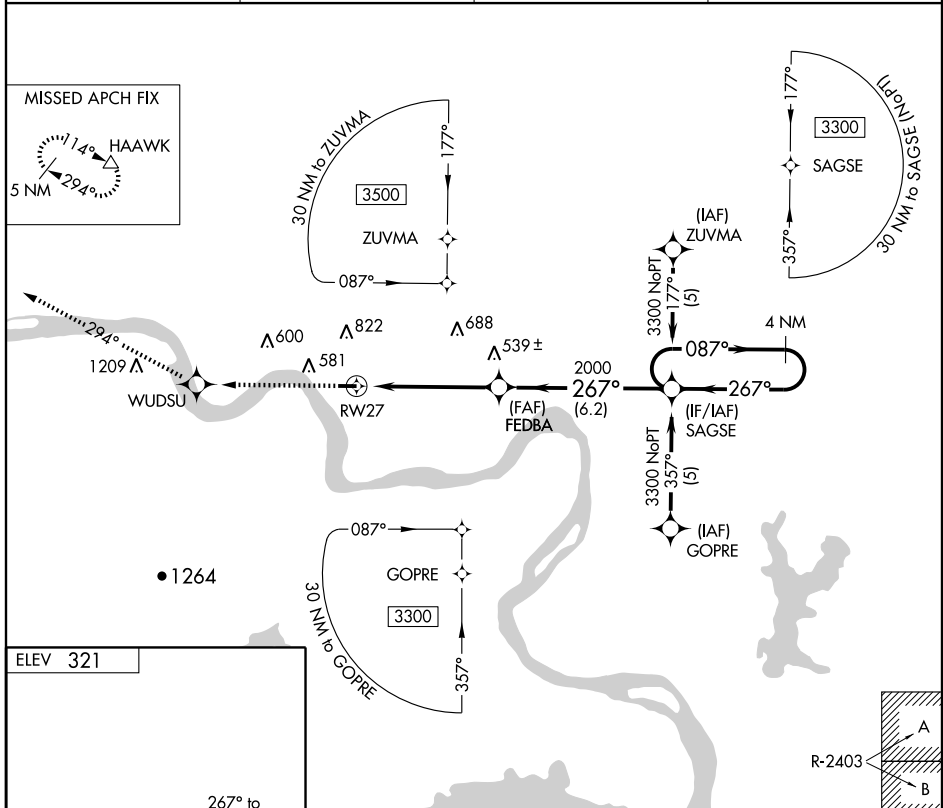 MISSED APCH FIX
114°
HAAWK
5 NM
294°
30 NM to ZUVMA
177°
3500
ZUVMA
087°
177°
3300
SAGSE
357°
30 NM to SAGSE (NoPT)
(IAF)
ZUVMA
3300 NoPT
177°
(5)
4 NM
087°
267°
294°
1209
600
822
581
688
539 ±
WUDSU
RW27
2000
267°
(6.2)
(FAF)
FEDBA
(IF/IAF)
SAGSE
3300 NoPT
357°
(5)
(IAF)
GOPRE
087°
GOPRE
3300
357°
30 NM to GOPRE
1264
ELEV 321
267° to
R-2403
A
B